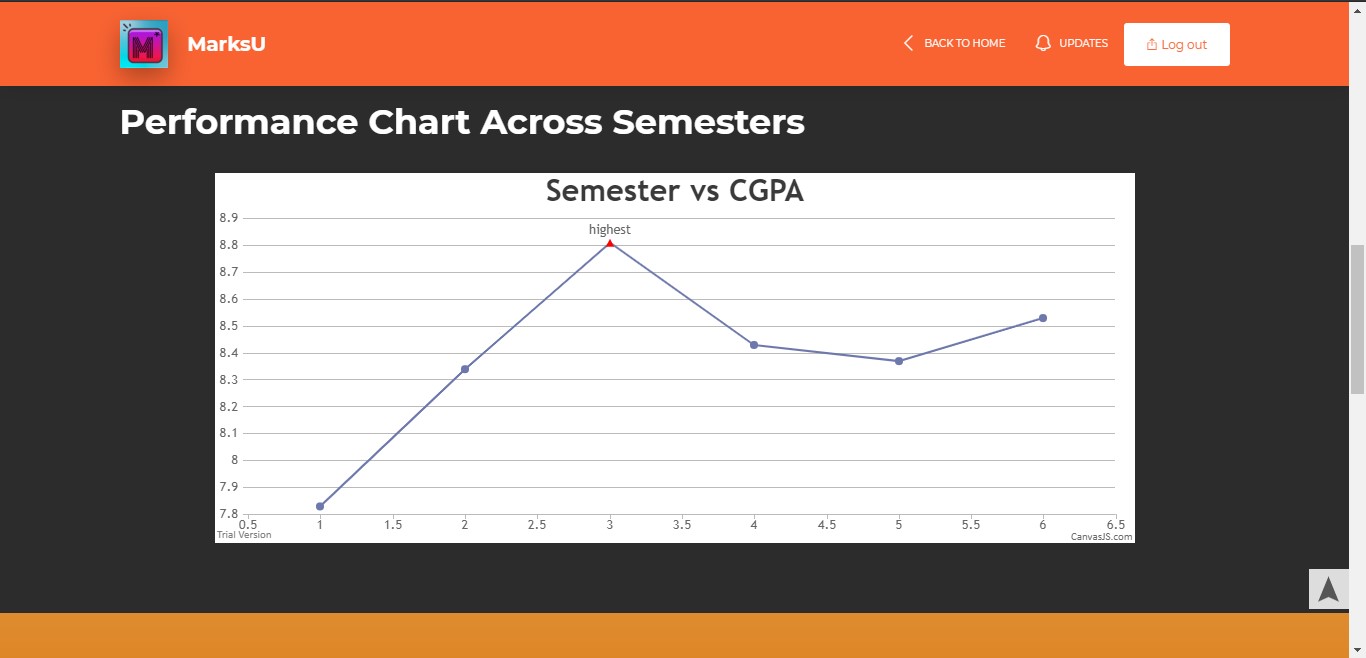 M
MarksU
BACK TO HOME
UPDATES
Log out
Performance Chart Across Semesters
Semester vs CGPA
highest
8.9
8.8
8.7
8.6
8.5
8.4
8.3
8.2
8.1
8
7.9
7.8
0.5 1 1.5 2 2.5 3 3.5 4 4.5 5 5.5 6 6.5
Trial Version
CanvasJS.com